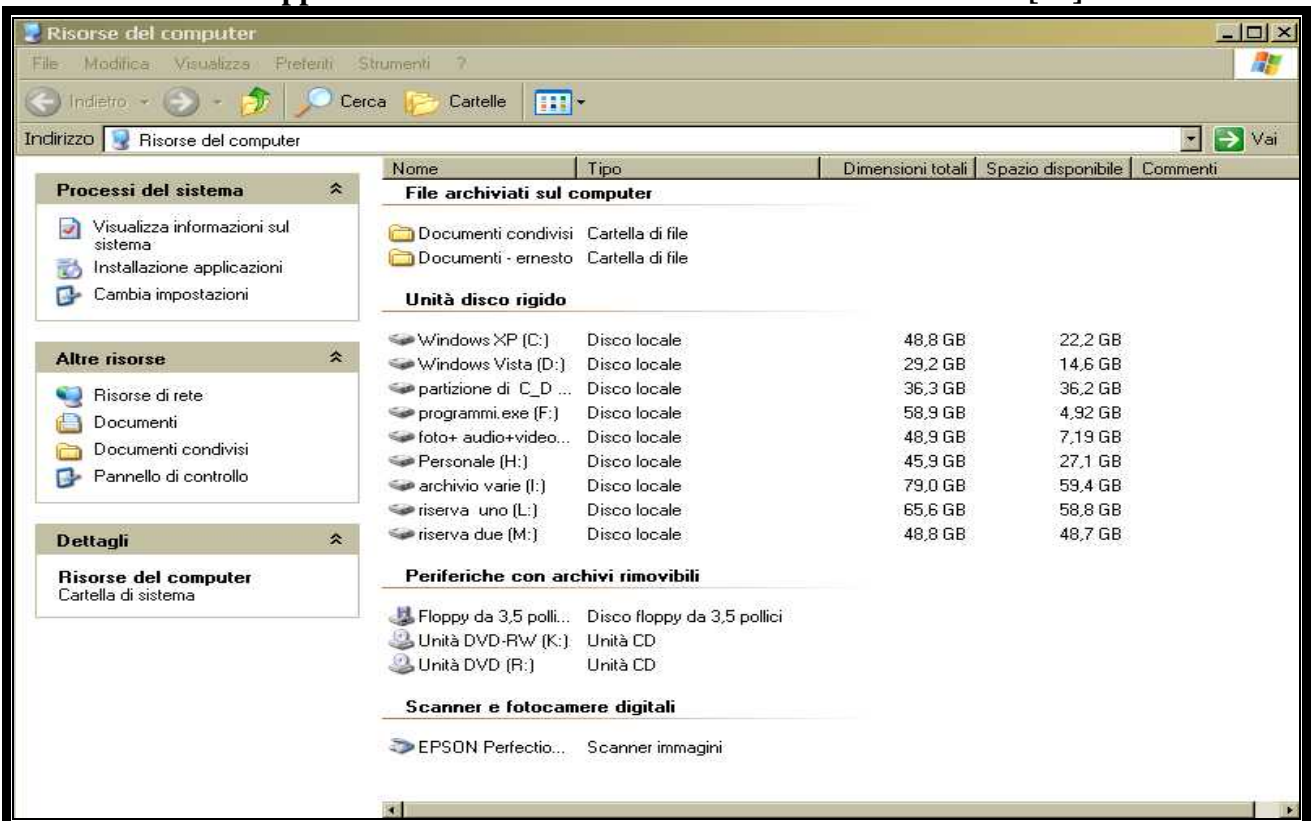 Risorse del computer
File Modifica Visualizza Preferiti Strumenti ?
Indietro Cerca Cartelle
Indirizzo Risorse del computer Vai
Processi del sistema
Visualizza informazioni sul
sistema
Installazione applicazioni
Cambia impostazioni
Altre risorse
Risorse di rete
Documenti
Documenti condivisi
Pannello di controllo
Dettagli
Risorse del computer
Cartella di sistema
Nome Tipo Dimensioni totali Spazio disponibile Commenti
File archiviati sul computer
Documenti condivisi Cartella di file
Documenti - ernesto Cartella di file
Unità disco rigido
Windows XP (C:) Disco locale 48,8 GB 22,2 GB
Windows Vista (D:) Disco locale 29,2 GB 14,6 GB
partizione di C_D ... Disco locale 36,3 GB 36,2 GB
programmi.exe (F:) Disco locale 58,9 GB 4,92 GB
foto+ audio+video... Disco locale 48,9 GB 7,19 GB
Personale (H:) Disco locale 45,9 GB 27,1 GB
archivio varie (I:) Disco locale 79,0 GB 59,4 GB
riserva uno (L:) Disco locale 65,6 GB 58,8 GB
riserva due (M:) Disco locale 48,8 GB 48,7 GB
Periferiche con archivi rimovibili
Floppy da 3,5 polli... Disco floppy da 3,5 pollici
Unità DVD-RW (K:) Unità CD
Unità DVD (R:) Unità CD
Scanner e fotocamere digitali
EPSON Perfectio... Scanner immagini